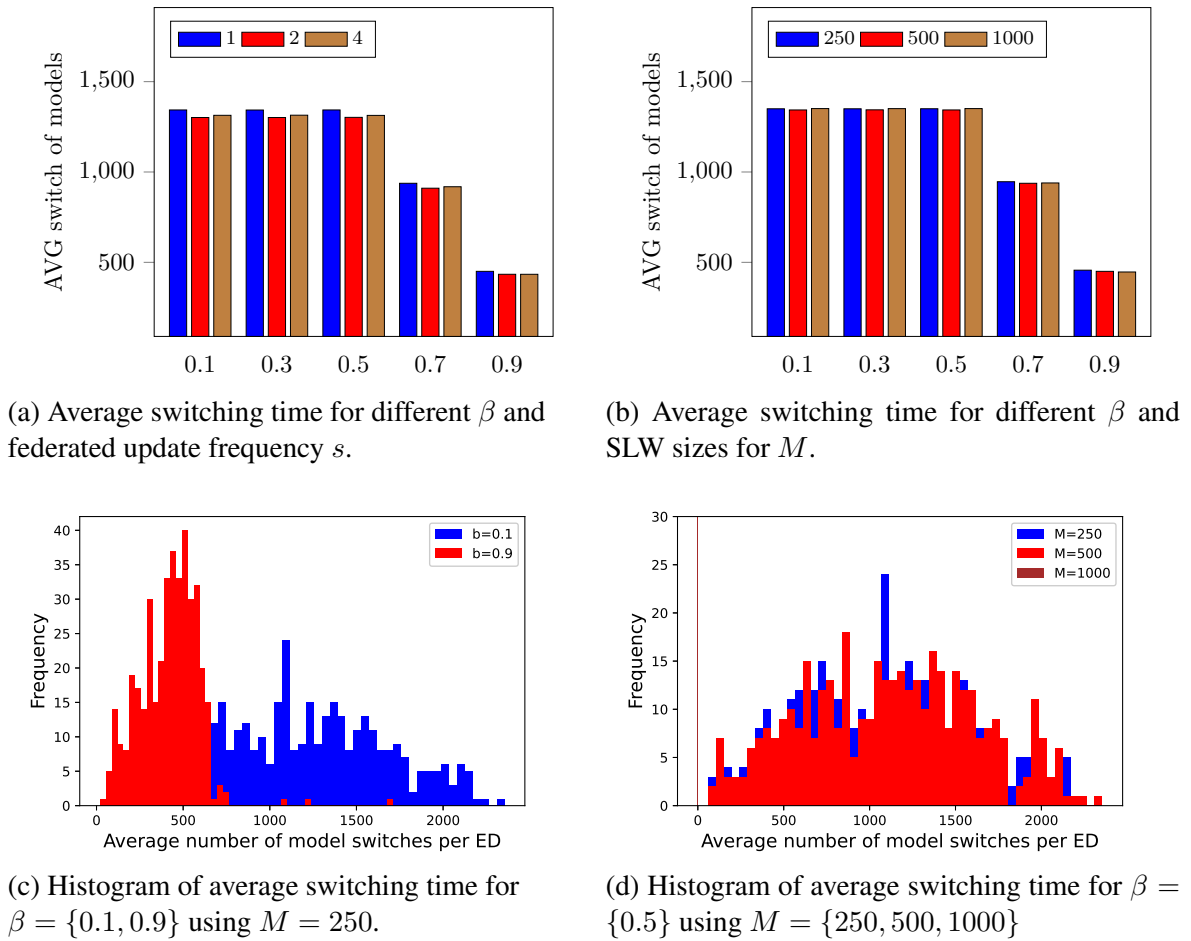 1 2 4
AVG switch of models
1,500
1,000
500
0.1 0.3 0.5 0.7 0.9
(a) Average switching time for different β and
federated update frequency s.
250 500 1000
AVG switch of models
1,500
1,000
500
0.1 0.3 0.5 0.7 0.9
(b) Average switching time for different β and
SLW sizes for M.
b=0.1
b=0.9
Frequency
40
35
30
25
20
15
10
5
0
0 500 1000 1500 2000
Average number of model switches per ED
(c) Histogram of average switching time for
β = {0.1, 0.9} using M = 250.
M=250
M=500
M=1000
Frequency
30
25
20
15
10
5
0
0 500 1000 1500 2000
Average number of model switches per ED
(d) Histogram of average switching time for β =
{0.5} using M = {250, 500, 1000}